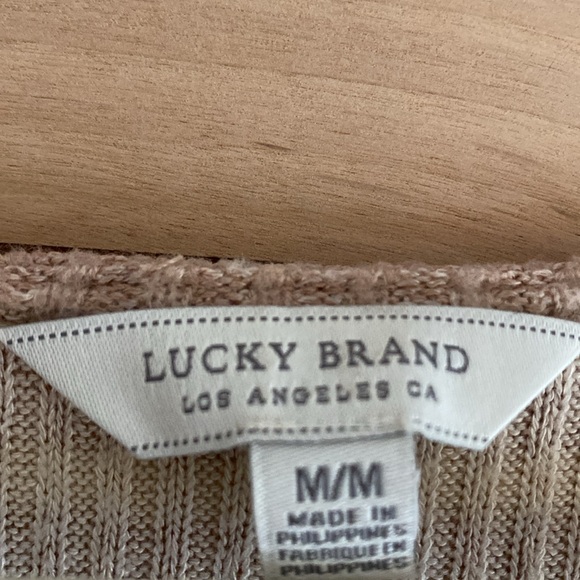 LUCKY BRAND
LOS ANGELES CA
M/M
MADE IN
PHILIPPINES
FABRIQUE EN
PHILIPPINES